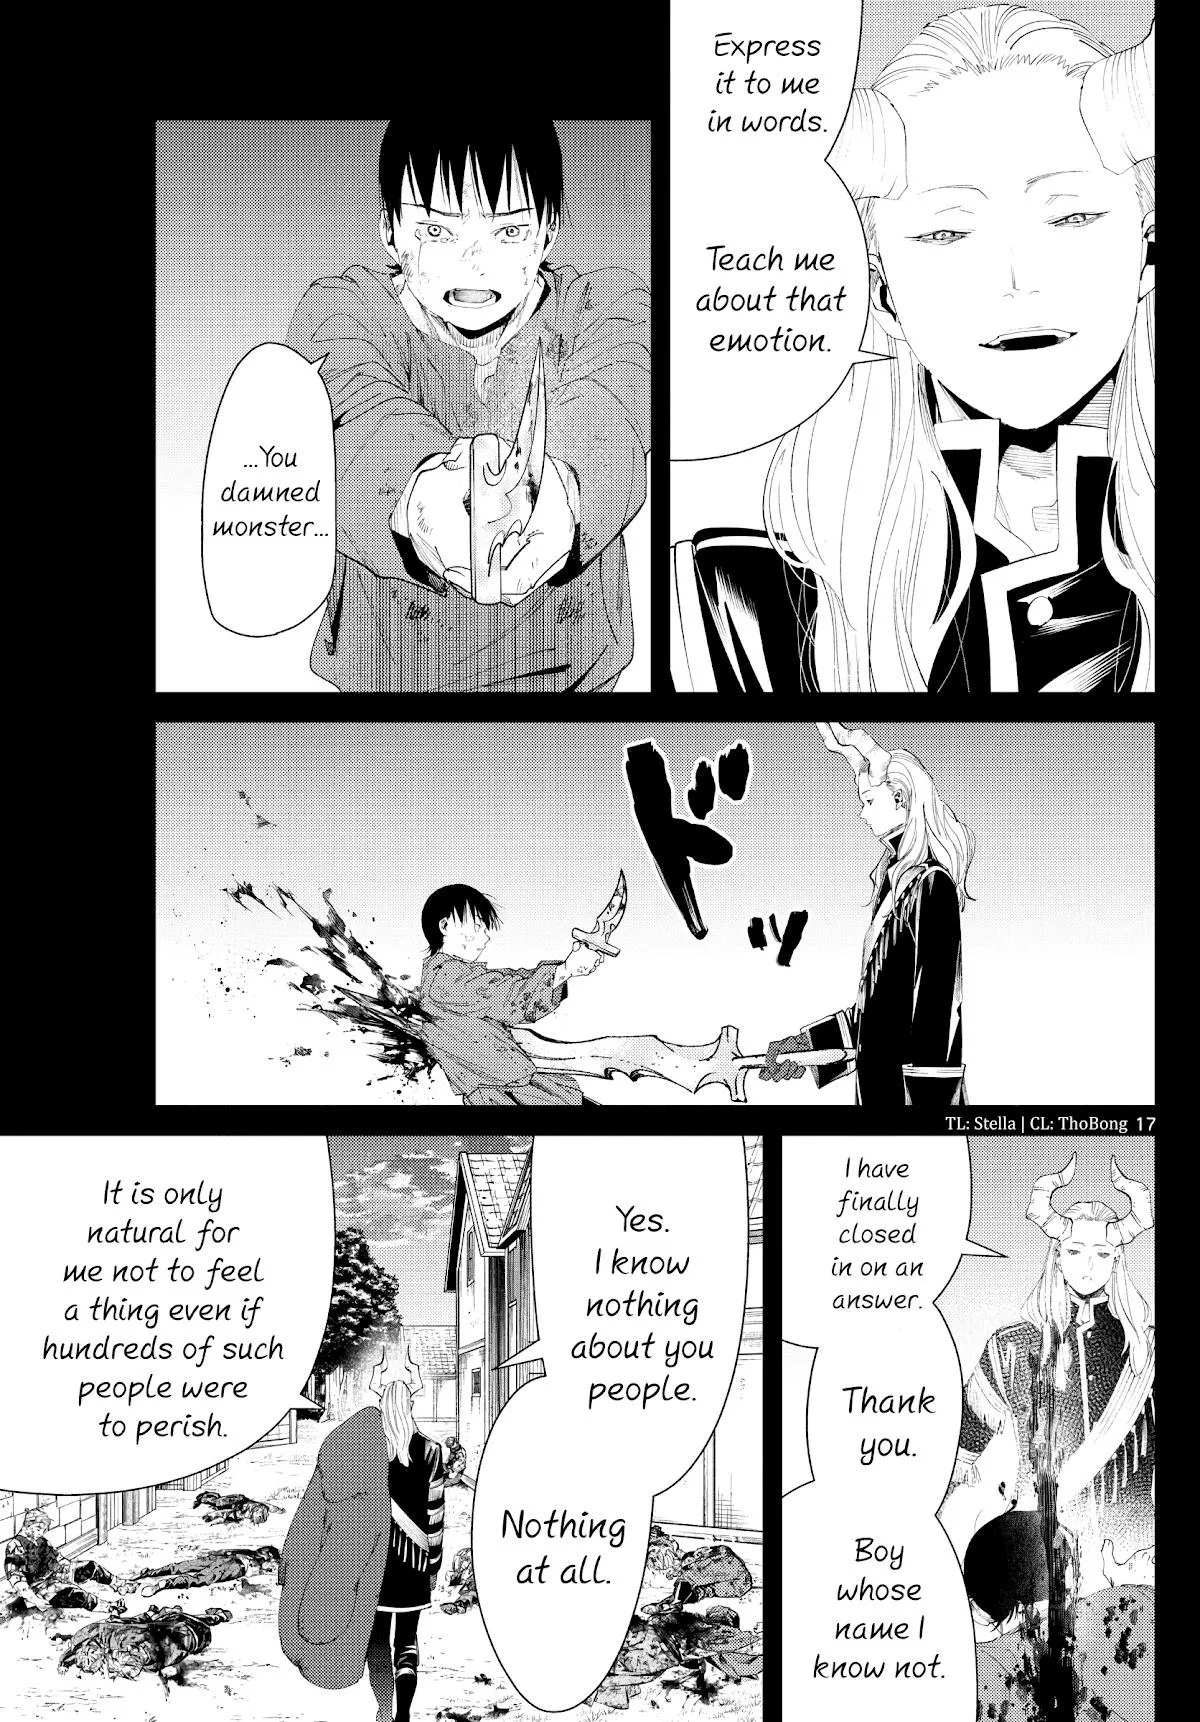 Express
it to me
in words.
Teach me
about that
emotion.
...You
damned
monster...
ドッ
TL: Stella | CL: ThoBong 17
I have
finally
closed
in on an
answer.
Thank
you.
Boy
whose
name I
know not.
Yes.
I know
nothing
about you
people.
Nothing
at all.
It is only
natural for
me not to feel
a thing even if
hundreds of such
people were
to perish.